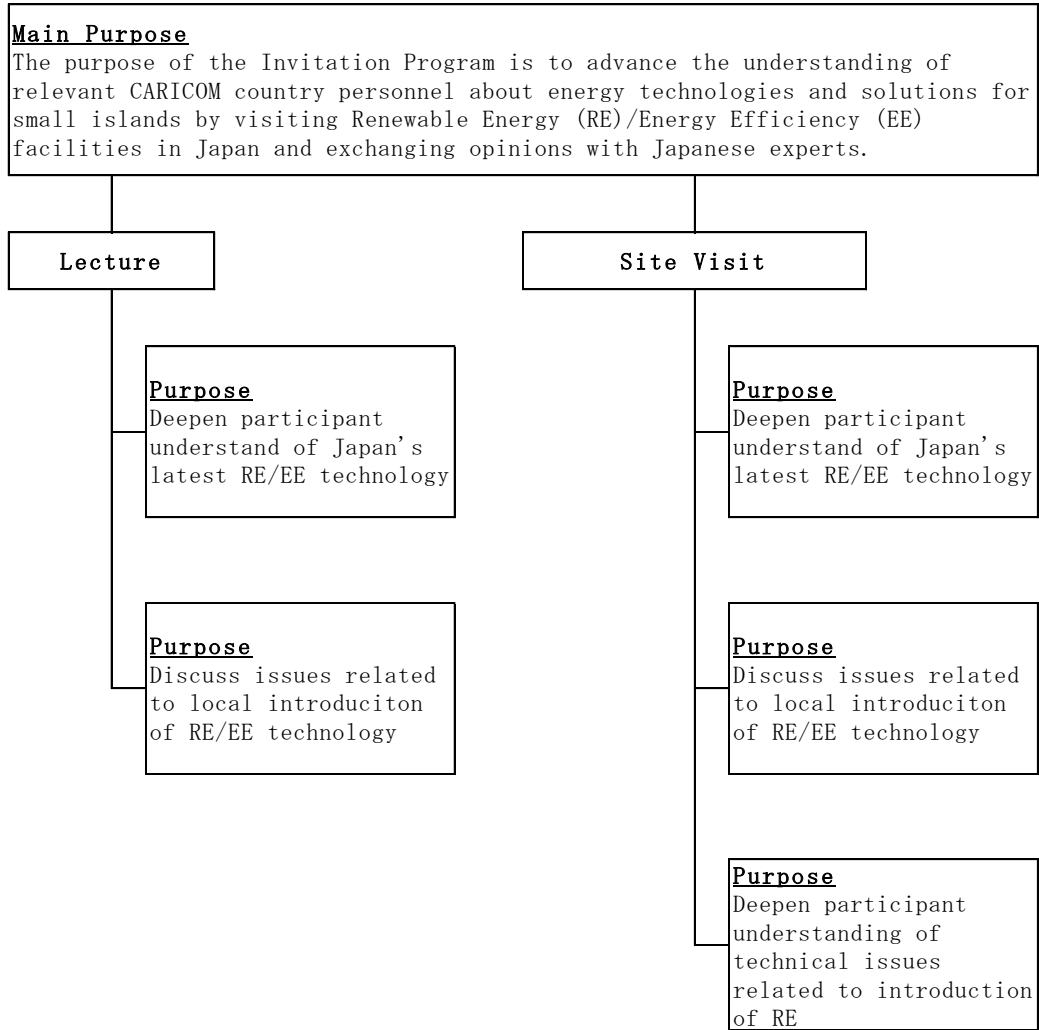 Main Purpose
The purpose of the Invitation Program is to advance the understanding of
relevant CARICOM country personnel about energy technologies and solutions for
small islands by visiting Renewable Energy (RE)/Energy Efficiency (EE)
facilities in Japan and exchanging opinions with Japanese experts.
Lecture
Purpose
Deepen participant
understand of Japan's
latest RE/EE technology
Purpose
Discuss issues related
to local introduciton
of RE/EE technology
Site Visit
Purpose
Deepen participant
understand of Japan's
latest RE/EE technology
Purpose
Discuss issues related
to local introduciton
of RE/EE technology
Purpose
Deepen participant
understanding of
technical issues
related to introduction
of RE